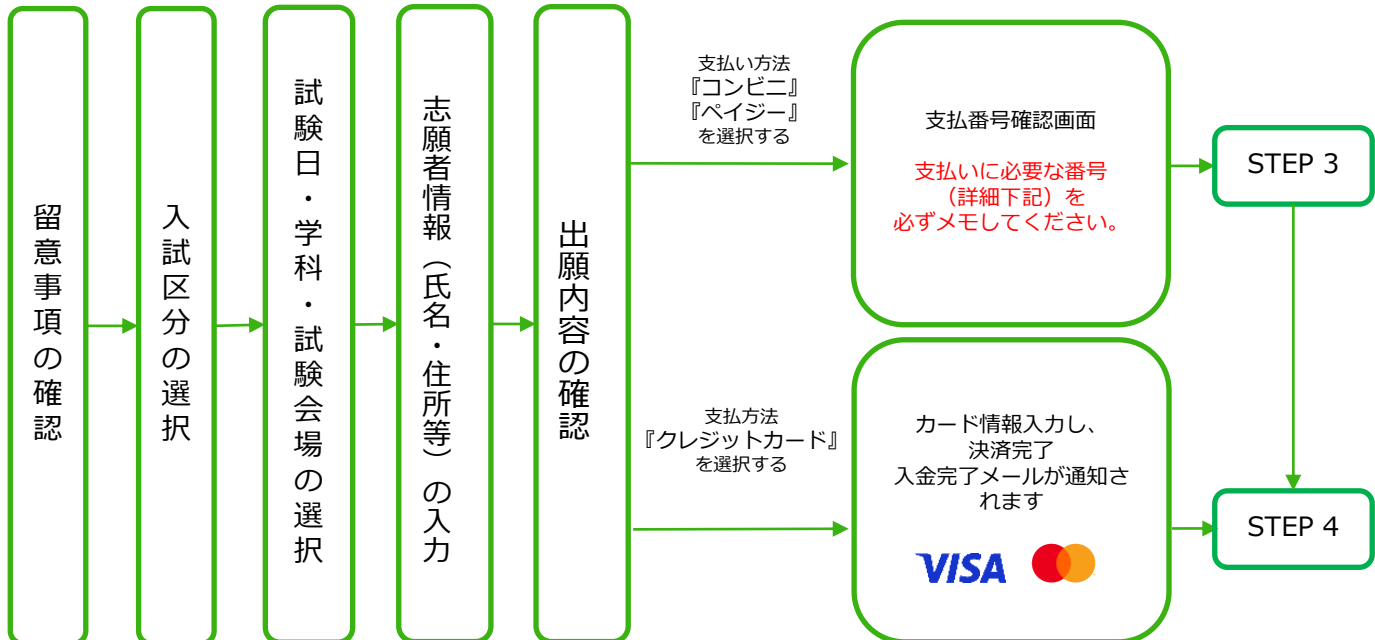 留意事項の確認
入試区分の選択
試験日・学科・試験会場の選択
志願者情報（氏名・住所等）の入力
出願内容の確認
支払い方法
『コンビニ』
『ペイジー』
を選択する
支払番号確認画面
支払いに必要な番号
（詳細下記）を
必ずメモしてください。
STEP 3
支払方法
『クレジットカード』
を選択する
カード情報入力し、
決済完了
入金完了メールが通知さ
れます
VISA
STEP 4